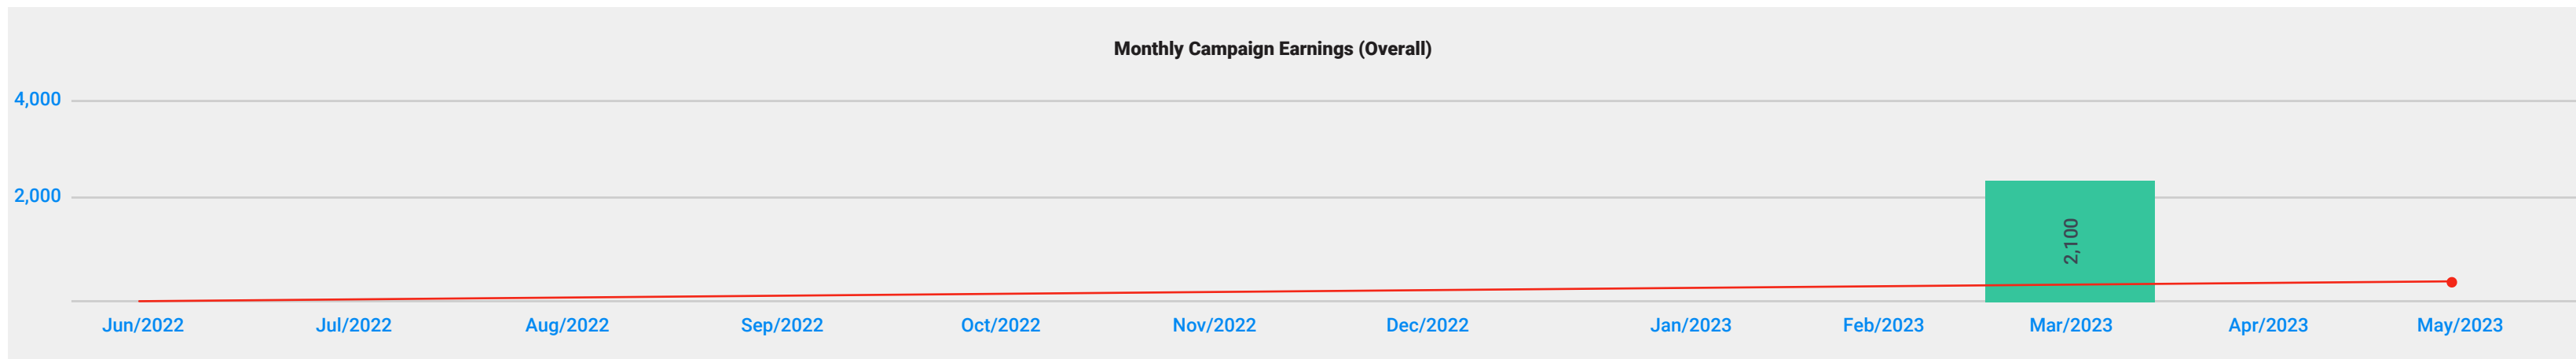 Monthly Campaign Earnings (Overall)
4,000
2,000
2,100
Jun/2022 Jul/2022 Aug/2022 Sep/2022 Oct/2022 Nov/2022 Dec/2022 Jan/2023 Feb/2023 Mar/2023 Apr/2023 May/2023